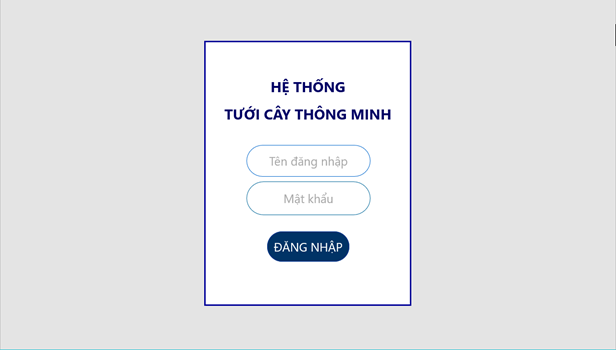 HỆ THỐNG
TƯỚI CÂY THÔNG MINH
Tên đăng nhập
Mật khẩu
ĐĂNG NHẬP